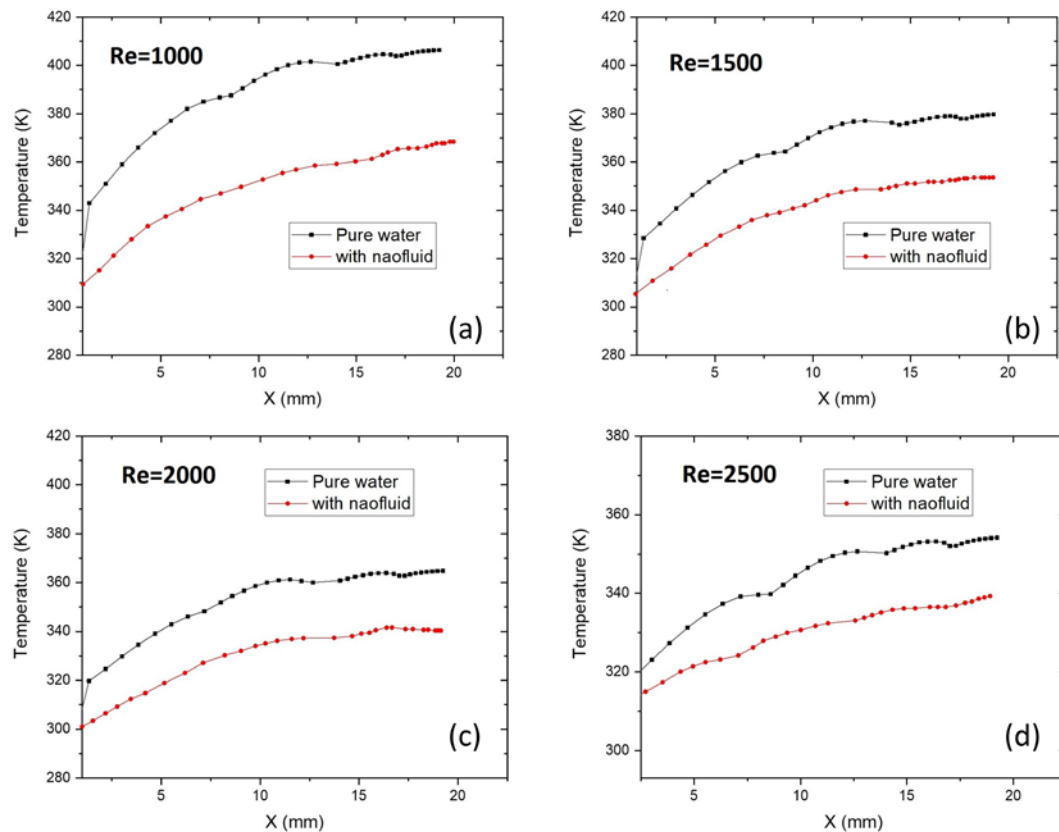 Re=1000
Temperature (K)
420
400
380
360
340
320
300
280
Pure water
with naofluid
(a)
5
10
15
20
X (mm)
Re=1500
Temperature (K)
420
400
380
360
340
320
300
280
Pure water
with naofluid
(b)
5
10
15
20
X (mm)
Re=2000
Temperature (K)
420
400
380
360
340
320
300
280
Pure water
with naofluid
(c)
5
10
15
20
X (mm)
Re=2500
Temperature (K)
380
360
340
320
300
Pure water
with naofluid
(d)
5
10
15
20
X (mm)